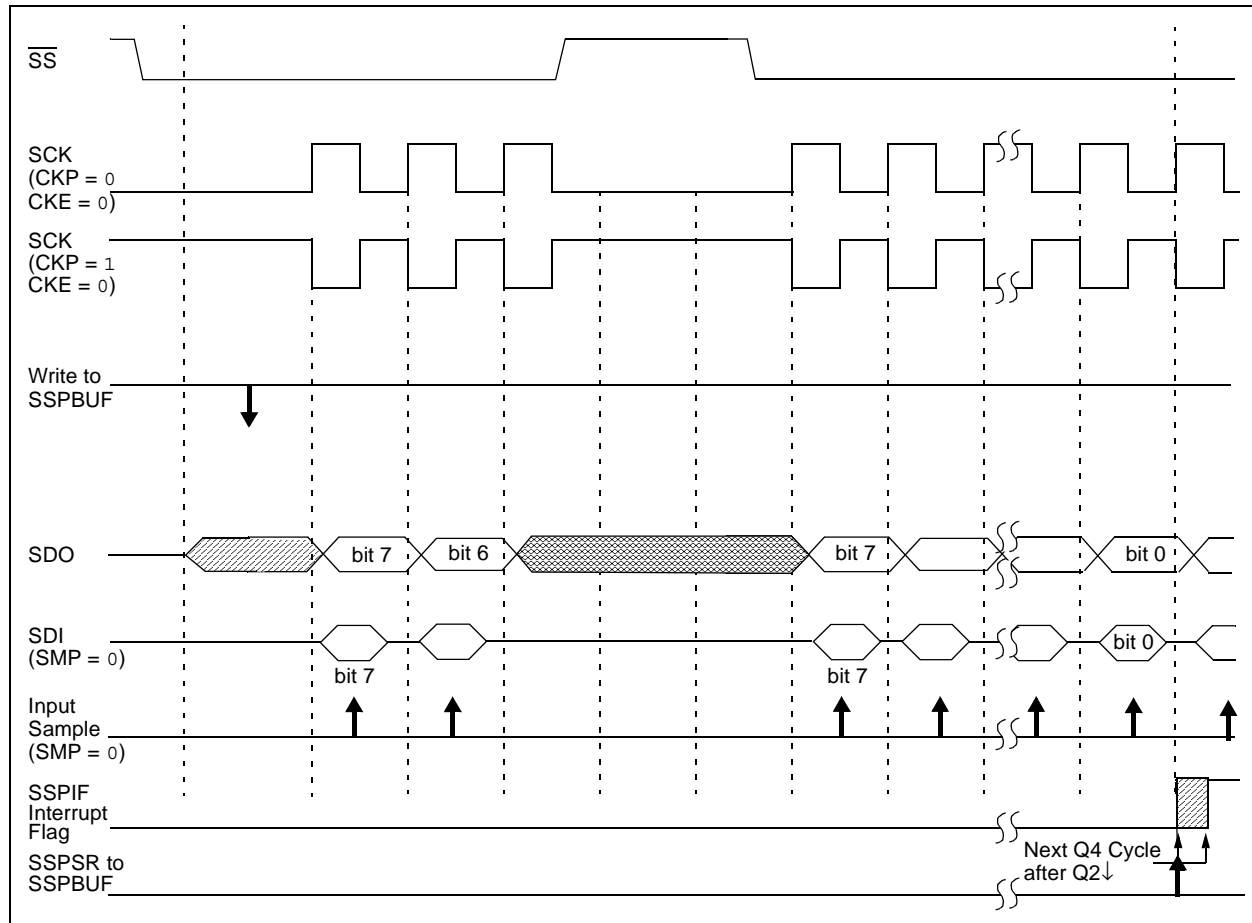 SS
SCK
(CKP = 0
CKE = 0)
SCK
(CKP = 1
CKE = 0)
Write to
SSPBUF
SDO
bit 7
bit 6
bit 7
bit 0
SDI
(SMP = 0)
bit 7
bit 7
bit 0
Input
Sample
(SMP = 0)
SSPIF
Interrupt
Flag
Next Q4 Cycle
after Q2↓
SSPSR to
SSPBUF